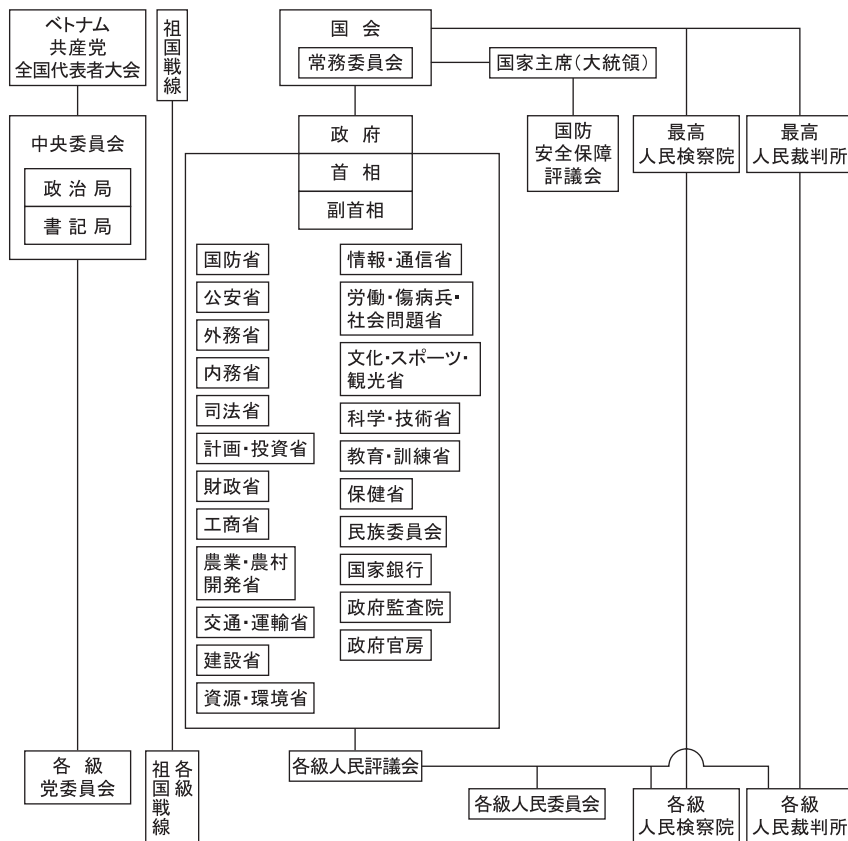 ベトナム
共産党
全国代表者大会
祖国戦線
国会
常務委員会
国家主席(大統領)
中央委員会
政治局
書記局
政府
首相
副首相
国防
安全保障
評議会
最高
人民検察院
最高
人民裁判所
国防省
公安省
外務省
内務省
司法省
計画・投資省
財政省
工商省
農業・農村
開発省
交通・運輸省
建設省
資源・環境省
情報・通信省
労働・傷病兵・
社会問題省
文化・スポーツ・
観光省
科学・技術省
教育・訓練省
保健省
民族委員会
国家銀行
政府監査院
政府官房
各級
党委員会
各級
祖国戦線
各級人民評議会
各級人民委員会
各級
人民検察院
各級
人民裁判所